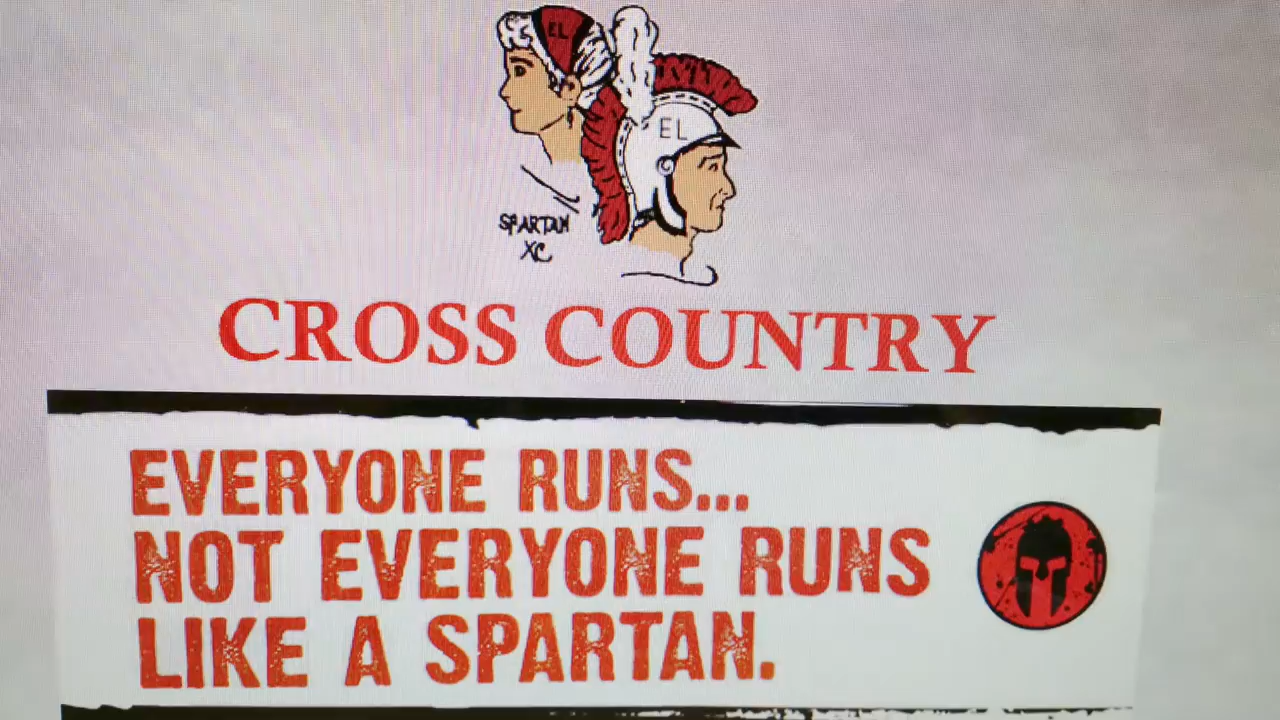 EL
EL
SPARTAN
XC
CROSS COUNTRY
EVERYONE RUNS...
NOT EVERYONE RUNS
LIKE A SPARTAN.